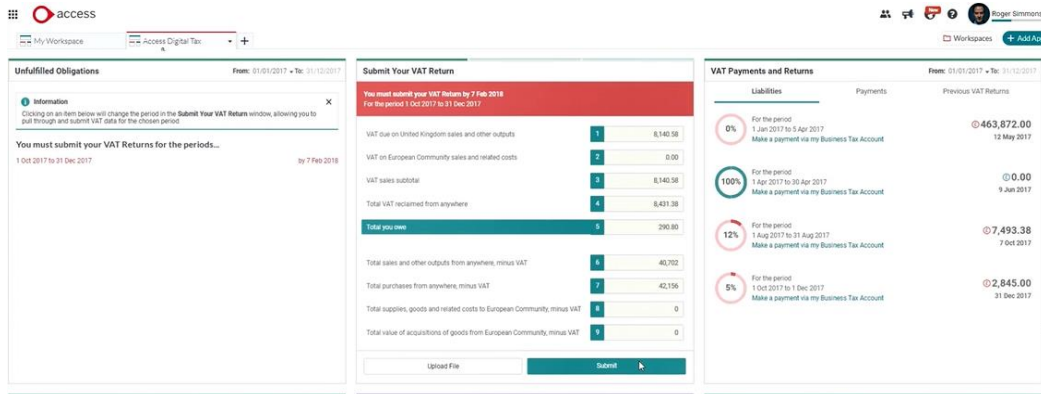 access
New
Roger Simmons
My Workspace
Access Digital Tax
+
Workspaces
+ Add Ap
Unfulfilled Obligations
From: 01/01/2017 To: 31/12/2017
Information
X
Clicking on an item below will change the period in the Submit Your VAT Return window, allowing you to
pull through and submit VAT data for the chosen period
You must submit your VAT Returns for the periods...
1 Oct 2017 to 31 Dec 2017
by 7 Feb 2018
Submit Your VAT Return
You must submit your VAT Return by 7 Feb 2018
For the period 1 Oct 2017 to 31 Dec 2017
VAT due on United Kingdom sales and other outputs 1 8,140.58
VAT on European Community sales and related costs 2 0.00
VAT sales subtotal 3 8,140.58
Total VAT reclaimed from anywhere 4 8,431.38
Total you owe 5 290.80
Total sales and other outputs from anywhere, minus VAT 6 40,702
Total purchases from anywhere, minus VAT 7 42,156
Total supplies, goods and related costs to European Community, minus VAT 8 0
Total value of acquisitions of goods from European Community, minus VAT 9 0
Upload File
Submit
VAT Payments and Returns
From: 01/01/2017 To: 31/12/2017
Liabilities
Payments
Previous VAT Returns
0%
For the period
1 Jan 2017 to 5 Apr 2017
Make a payment via my Business Tax Account
£463,872.00
12 May 2017
100%
For the period
1 Apr 2017 to 30 Apr 2017
Make a payment via my Business Tax Account
£0.00
9 Jun 2017
12%
For the period
1 Aug 2017 to 31 Aug 2017
Make a payment via my Business Tax Account
£7,493.38
7 Oct 2017
5%
For the period
1 Oct 2017 to 1 Dec 2017
Make a payment via my Business Tax Account
£2,845.00
31 Dec 2017